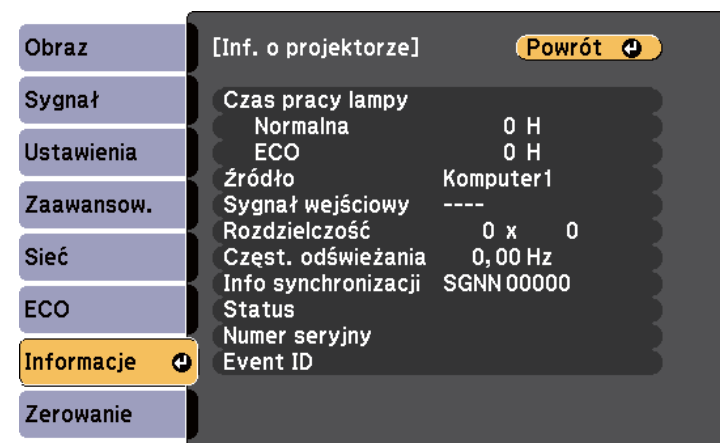 Obraz
Sygnał
Ustawienia
Zaawansow.
Sieć
ECO
Informacje
Zerowanie
[Inf. o projektorze] Powrót
Czas pracy lampy
Normalna 0 H
ECO 0 H
Źródło Komputer1
Sygnał wejściowy ----
Rozdzielczość 0 x 0
Częst. odświeżania 0,00 Hz
Info synchronizacji SGNN 00000
Status
Numer seryjny
Event ID